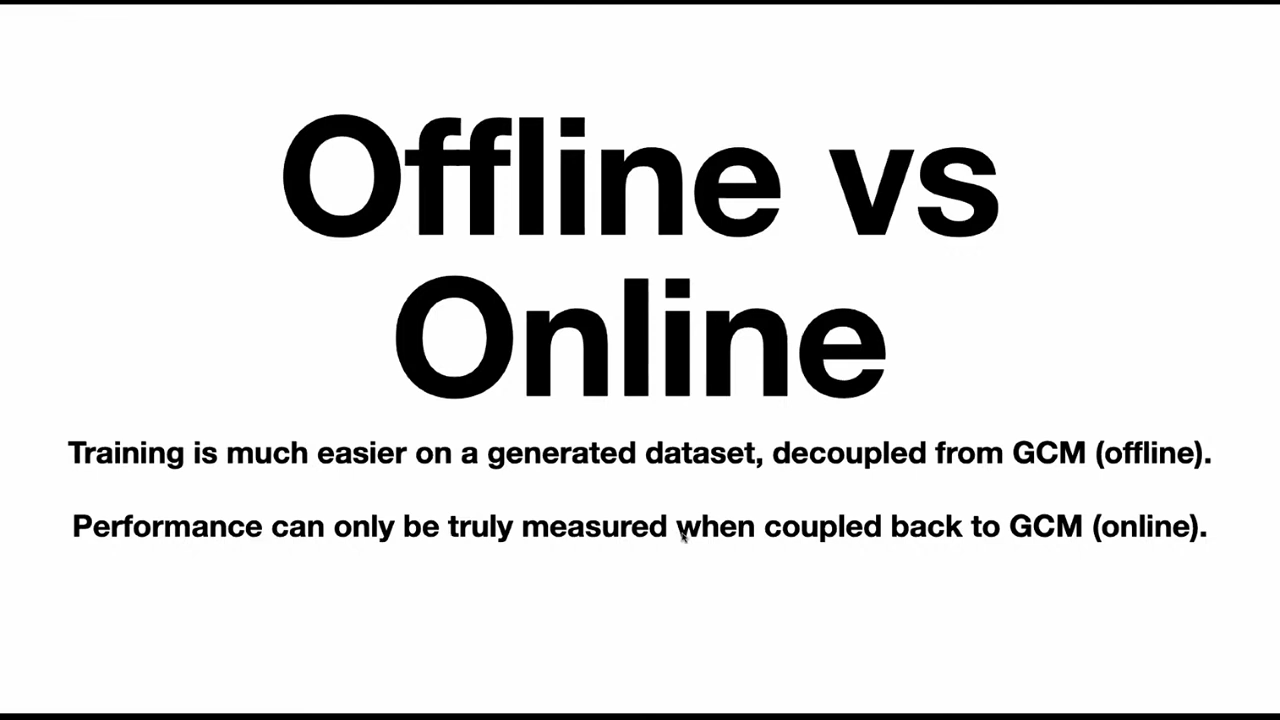 Offline vs
Online
Training is much easier on a generated dataset, decoupled from GCM (offline).
Performance can only be truly measured when coupled back to GCM (online).